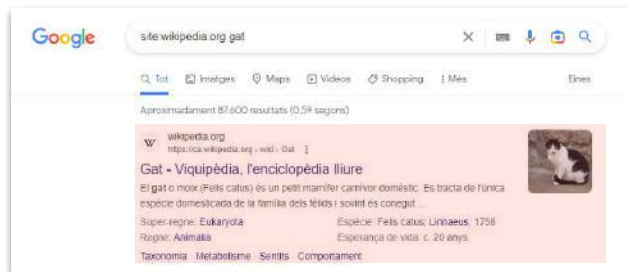 Google
site:wikipedia.org gat
Tot Imatges Maps Videos Shopping Més Eines
Aproximadament 87.600 resultats (0,59 segons)
W wikipedia.org
https://ca.wikipedia.org › wiki › Gat
Gat - Viquipèdia, l'enciclopèdia lliure
El gat o moix (Felis catus) és un petit mamífer carnívor domèstic. Es tracta de l'única
espècie domesticada de la família dels fèlids i sovint és conegut ...
Super-regne: Eukaryota Espècie: Felis catus; Linnaeus, 1758
Regne: Animalia Esperança de vida: c. 20 anys
Taxonomia Metabolisme Sentits Comportament